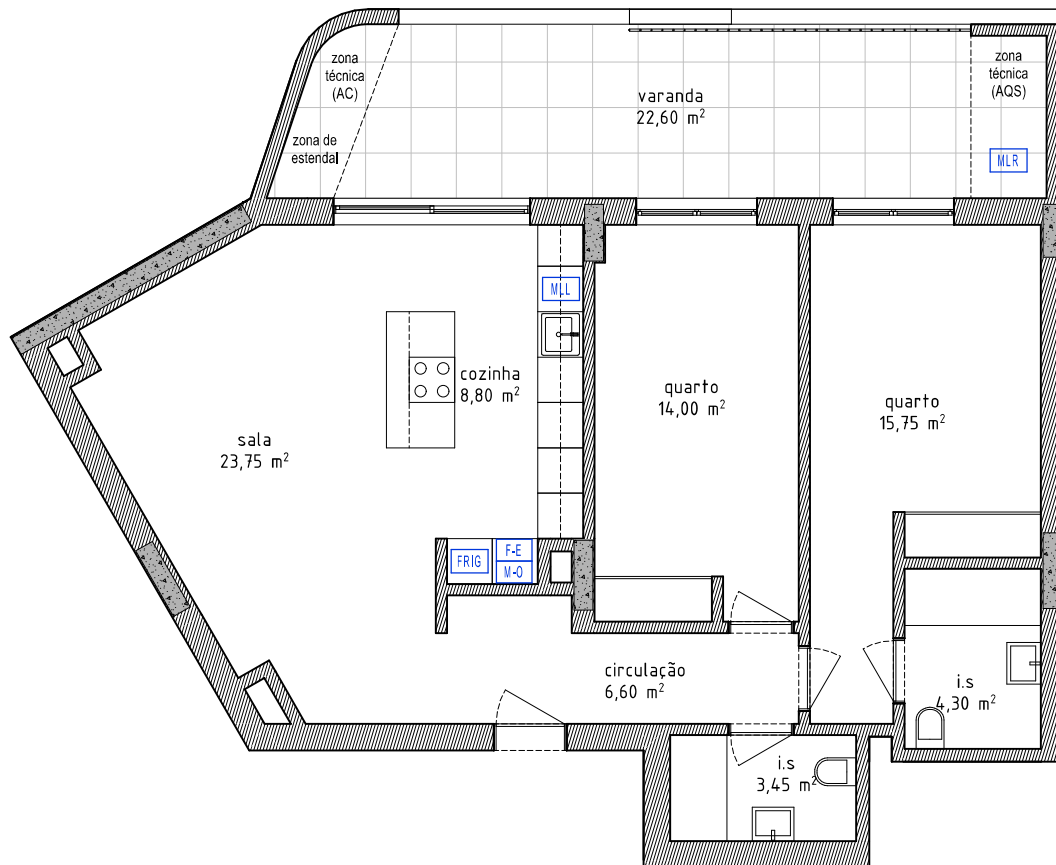 zona
técnica
(AC)
zona de
estendal
varanda
22,60 m²
zona
técnica
(AQS)
MLR
MLL
cozinha
8,80 m²
sala
23,75 m²
quarto
14,00 m²
quarto
15,75 m²
FRIG
F-E
M-O
circulação
6,60 m²
i.s
4,30 m²
i.s
3,45 m²